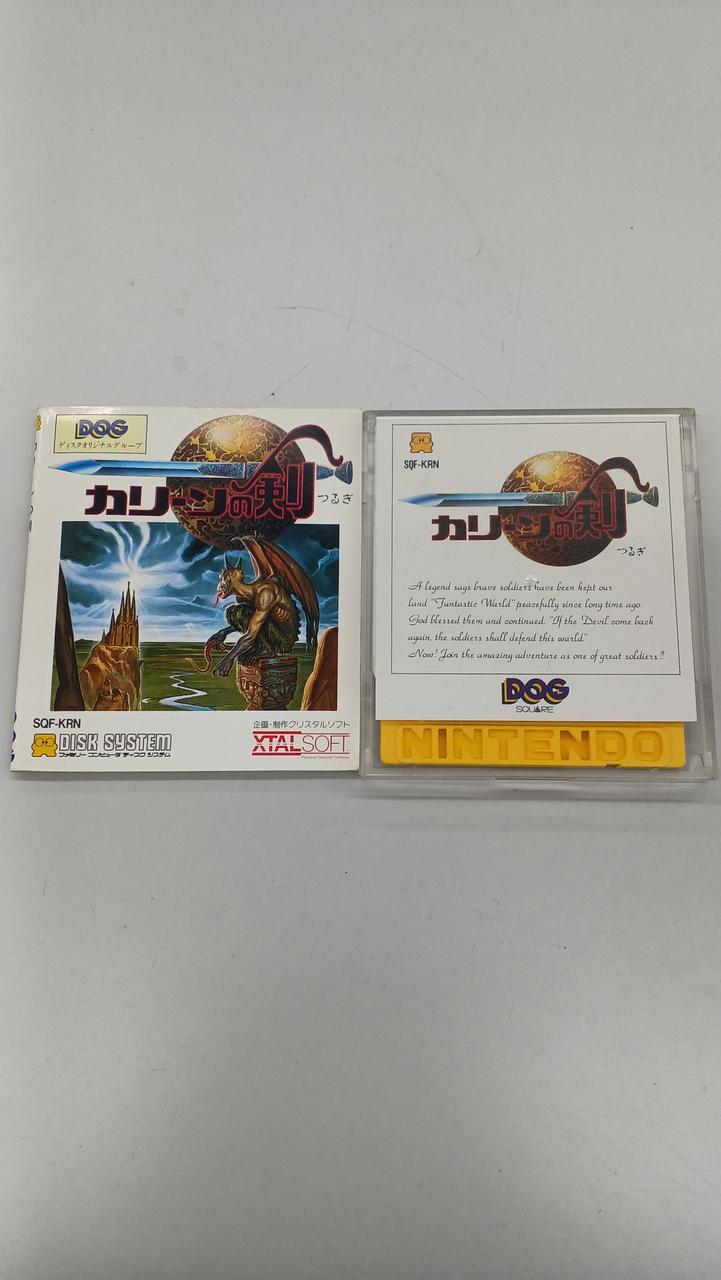 DOG
ディスクオリジナルグループ
カリーンの剣
つるぎ
SQF-KRN
DISK SYSTEM
ファミリー コンピュータ ディスク システム
企画・制作クリスタルソフト
XTALSOFT
Personal Computer Software
SQF-KRN
カリーンの剣
つるぎ
A legend says brave soldiers have been kept our
land "Fantastic Warld" peacefully since long time ago.
God blessed them and continued. "If the Devil come back
again, the soldiers shall defend this world."
Now! Join the amazing adventure as one of great soldiers!!
DOG
SQUARE
NINTENDO